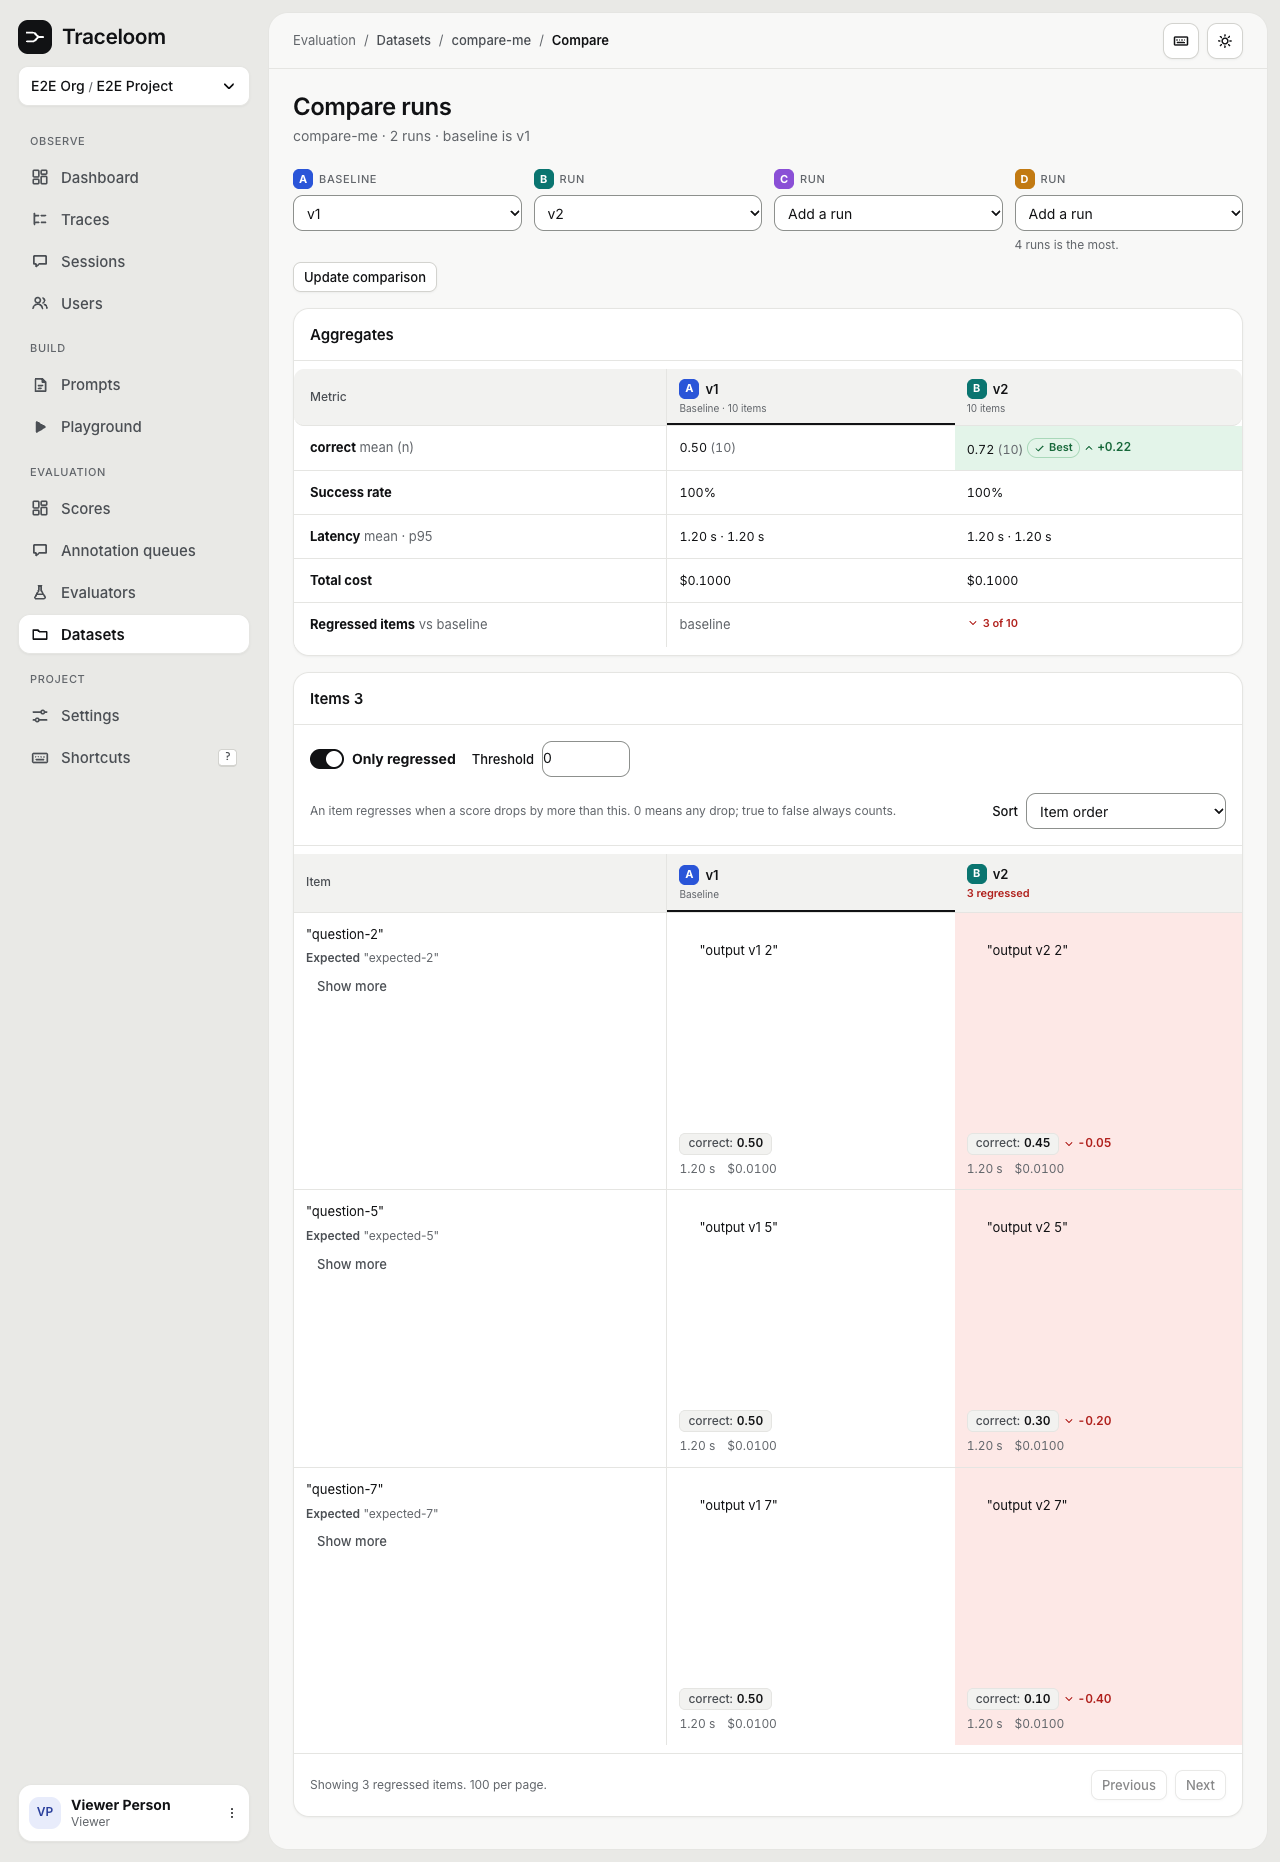 Traceloom
E2E Org / E2E Project
OBSERVE
Dashboard
Traces
Sessions
Users
BUILD
Prompts
Playground
EVALUATION
Scores
Annotation queues
Evaluators
Datasets
PROJECT
Settings
Shortcuts ?
VP Viewer Person
Viewer
Evaluation / Datasets / compare-me / Compare
Compare runs
compare-me · 2 runs · baseline is v1
A BASELINE B RUN C RUN D RUN
v1 v2 Add a run Add a run
4 runs is the most.
Update comparison
Aggregates
Metric A v1 B v2
Baseline · 10 items 10 items
correct mean (n) 0.50 (10) 0.72 (10) Best +0.22
Success rate 100% 100%
Latency mean · p95 1.20 s · 1.20 s 1.20 s · 1.20 s
Total cost $0.1000 $0.1000
Regressed items vs baseline baseline 3 of 10
Items 3
Only regressed Threshold 0
An item regresses when a score drops by more than this. 0 means any drop; true to false always counts. Sort Item order
Item A v1 B v2
Baseline 3 regressed
"question-2" "output v1 2" "output v2 2"
Expected "expected-2"
Show more
correct: 0.50 correct: 0.45 -0.05
1.20 s $0.0100 1.20 s $0.0100
"question-5" "output v1 5" "output v2 5"
Expected "expected-5"
Show more
correct: 0.50 correct: 0.30 -0.20
1.20 s $0.0100 1.20 s $0.0100
"question-7" "output v1 7" "output v2 7"
Expected "expected-7"
Show more
correct: 0.50 correct: 0.10 -0.40
1.20 s $0.0100 1.20 s $0.0100
Showing 3 regressed items. 100 per page. Previous Next